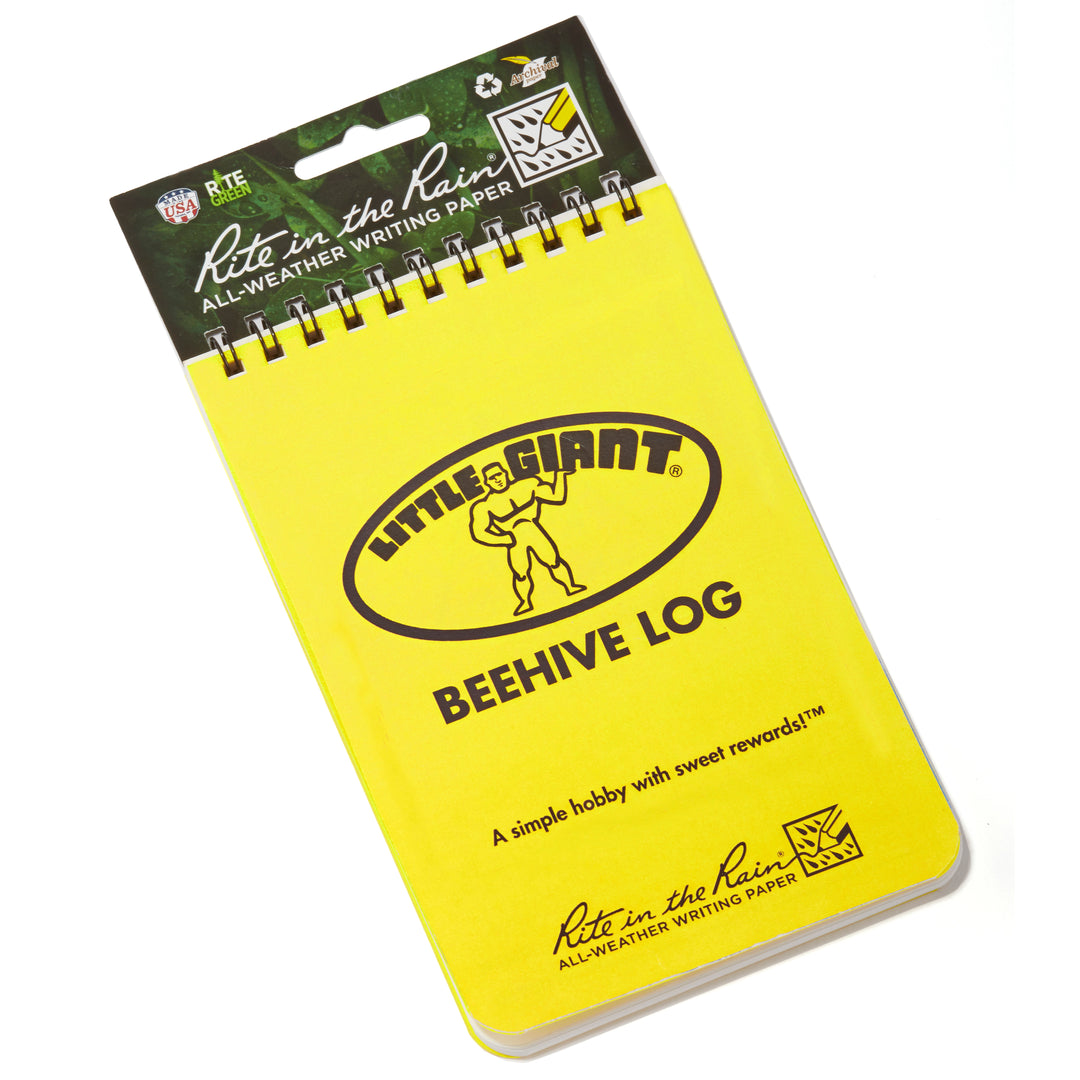 Archival
paper
MADE
IN
USA
RITE
GREEN
Rite in the Rain®
ALL-WEATHER WRITING PAPER
LITTLE GIANT®
BEEHIVE LOG
A simple hobby with sweet rewards!™
Rite in the Rain®
ALL-WEATHER WRITING PAPER